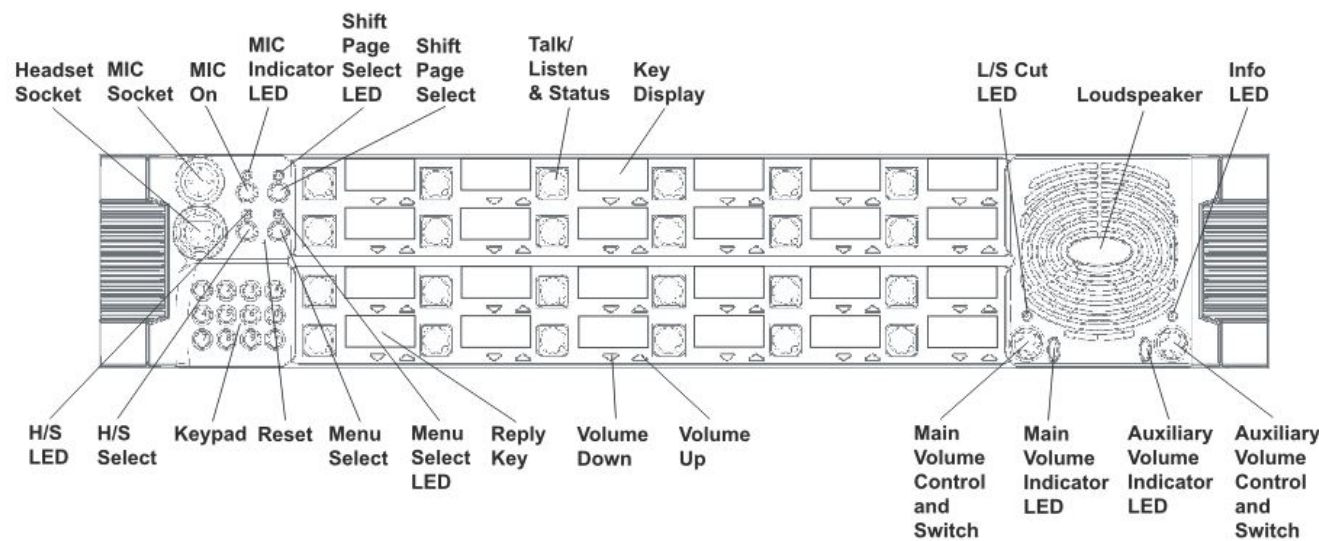 Headset
Socket
MIC
Socket
MIC
On
MIC
Indicator
LED
Shift
Page
Select
LED
Shift
Page
Select
Talk/
Listen
& Status
Key
Display
L/S Cut
LED
Loudspeaker
Info
LED
H/S
LED
H/S
Select
Keypad
Reset
Menu
Select
Menu
Select
LED
Reply
Key
Volume
Down
Volume
Up
Main
Volume
Control
and
Switch
Main
Volume
Indicator
LED
Auxiliary
Volume
Indicator
LED
Auxiliary
Volume
Control
and
Switch